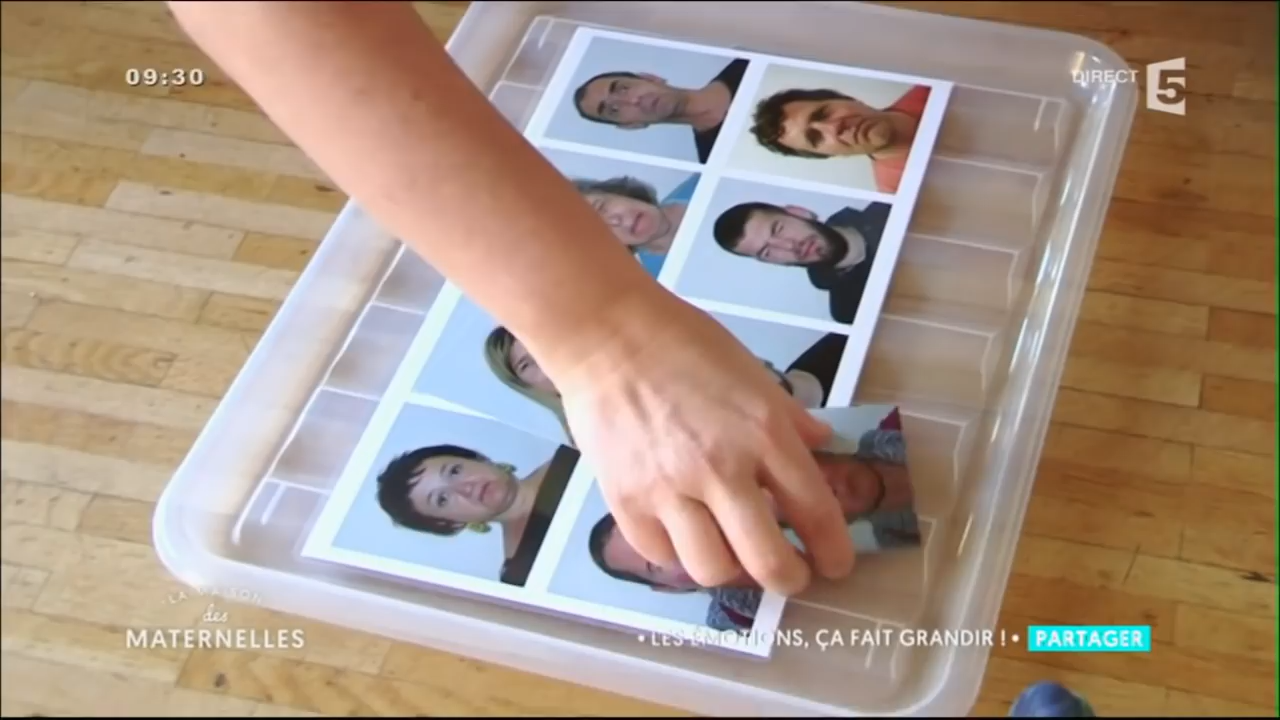 09:30
DIRECT 5
LA MAISON
des
MATERNELLES
• LES ÉMOTIONS, ÇA FAIT GRANDIR ! • PARTAGER